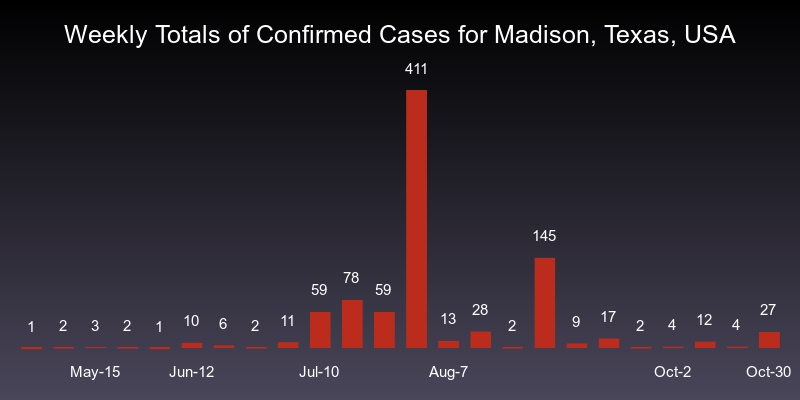 Weekly Totals of Confirmed Cases for Madison, Texas, USA
411
145
78
59 59
28 27
1 2 3 2 1 10 6 2 11 13 2 9 17 2 4 12 4
May-15 Jun-12 Jul-10 Aug-7 Oct-2 Oct-30